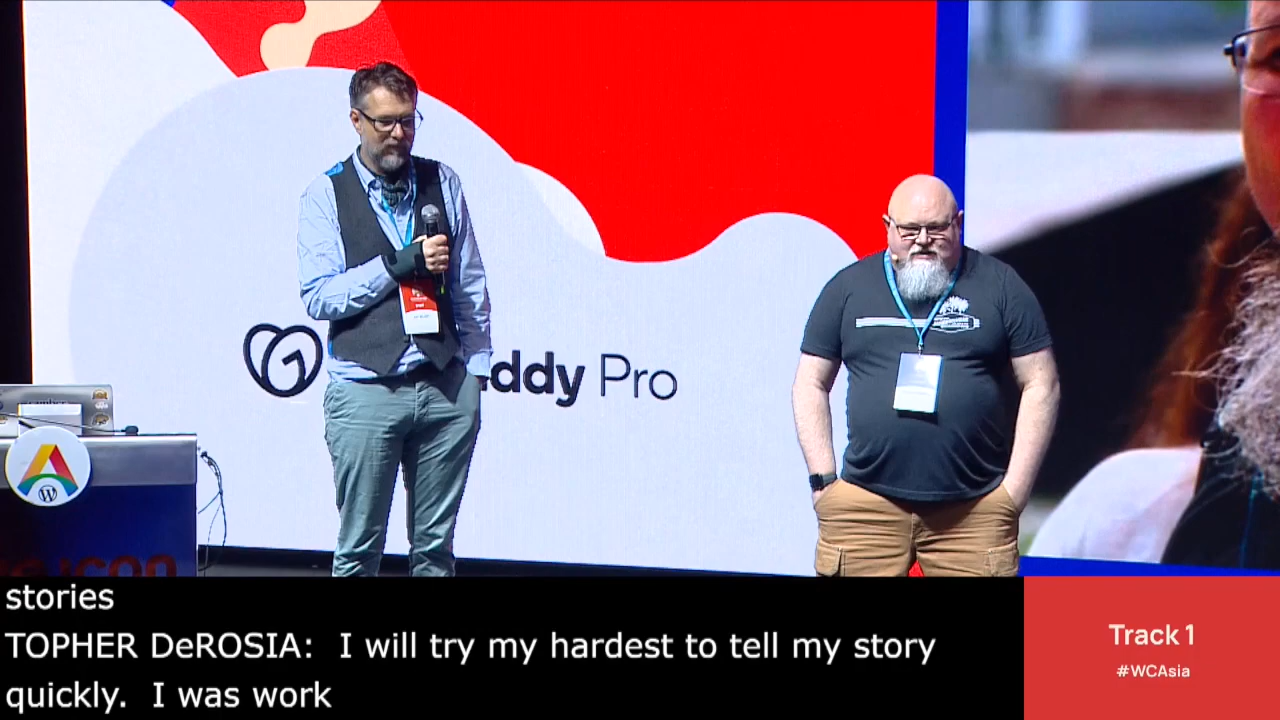 ddy Pro
stories
TOPHER DeROSIA:  I will try my hardest to tell my story
quickly.  I was work
Track 1
#WCAsia